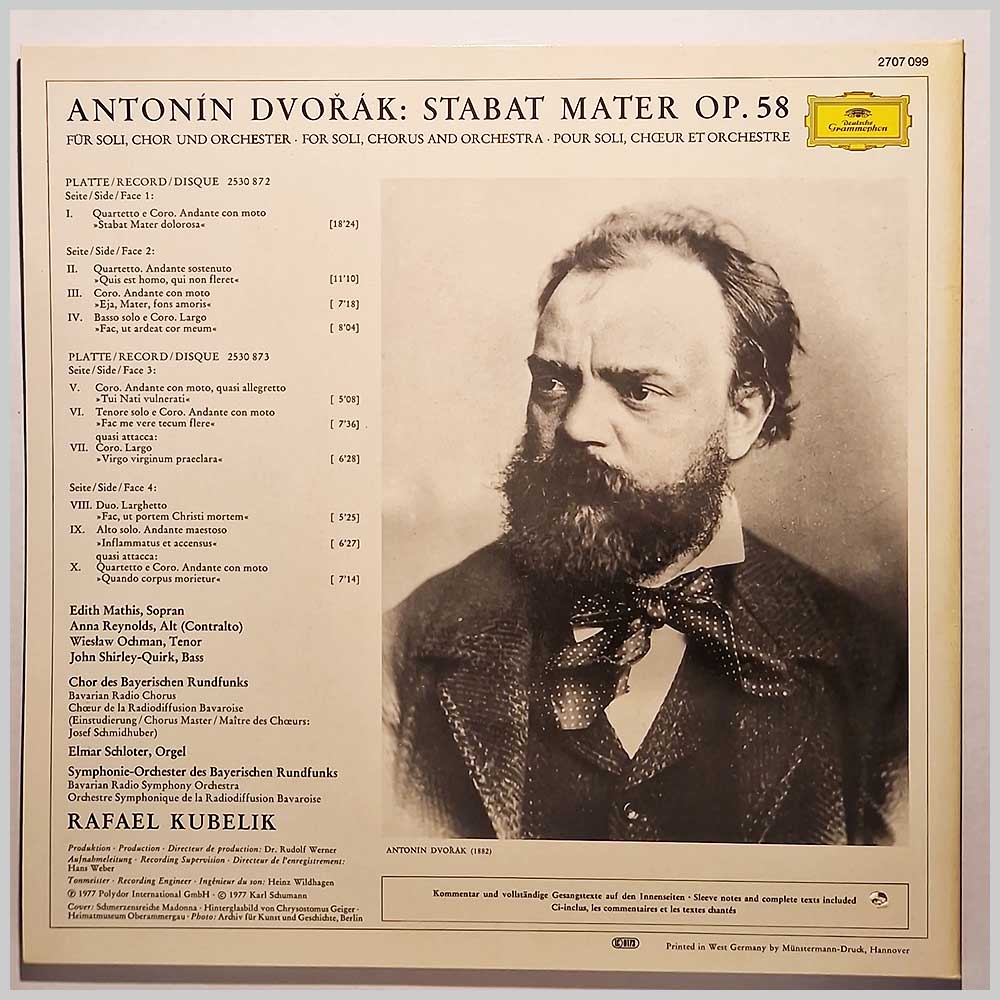 2707 099
ANTONÍN DVOŘÁK: STABAT MATER OP. 58
FÜR SOLI, CHOR UND ORCHESTER · FOR SOLI, CHORUS AND ORCHESTRA · POUR SOLI, CHŒUR ET ORCHESTRE
Deutsche
Grammophon
PLATTE/RECORD/DISQUE 2530 872
Seite/Side/Face 1:
I. Quartetto e Coro. Andante con moto
»Stabat Mater dolorosa« [18'24]
Seite/Side/Face 2:
II. Quartetto. Andante sostenuto
»Quis est homo, qui non fleret« [11'10]
III. Coro. Andante con moto
»Eja, Mater, fons amoris« [ 7'18]
IV. Basso solo e Coro. Largo
»Fac, ut ardeat cor meum« [ 8'04]
PLATTE/RECORD/DISQUE 2530 873
Seite/Side/Face 3:
V. Coro. Andante con moto, quasi allegretto
»Tui Nati vulnerati« [ 5'08]
VI. Tenore solo e Coro. Andante con moto
»Fac me vere tecum flere« [ 7'36]
quasi attacca:
VII. Coro. Largo
»Virgo virginum praeclara« [ 6'28]
Seite/Side/Face 4:
VIII. Duo. Larghetto
»Fac, ut portem Christi mortem« [ 5'25]
IX. Alto solo. Andante maestoso
»Inflammatus et accensus« [ 6'27]
quasi attacca:
X. Quartetto e Coro. Andante con moto
»Quando corpus morietur« [ 7'14]
Edith Mathis, Sopran
Anna Reynolds, Alt (Contralto)
Wiesław Ochman, Tenor
John Shirley-Quirk, Bass
Chor des Bayerischen Rundfunks
Bavarian Radio Chorus
Chœur de la Radiodiffusion Bavaroise
(Einstudierung/Chorus Master/Maître des Chœurs:
Josef Schmidhuber)
Elmar Schloter, Orgel
Symphonie-Orchester des Bayerischen Rundfunks
Bavarian Radio Symphony Orchestra
Orchestre Symphonique de la Radiodiffusion Bavaroise
RAFAEL KUBELIK
Produktion · Production · Directeur de production: Dr. Rudolf Werner
Aufnahmeleitung · Recording Supervision · Directeur de l'enregistrement:
Hans Weber
Tonmeister · Recording Engineer · Ingénieur du son: Heinz Wildhagen
℗ 1977 Polydor International GmbH · © 1977 Karl Schumann
Cover: Schmerzensreiche Madonna · Hinterglasbild von Chrysostomus Geiger ·
Heimatmuseum Oberammergau · Photo: Archiv für Kunst und Geschichte, Berlin
ANTONIN DVOŘÁK (1882)
Kommentar und vollständige Gesangstexte auf den Innenseiten · Sleeve notes and complete texts included
Ci-inclus, les commentaires et les textes chantés
Printed in West Germany by Münstermann-Druck, Hannover